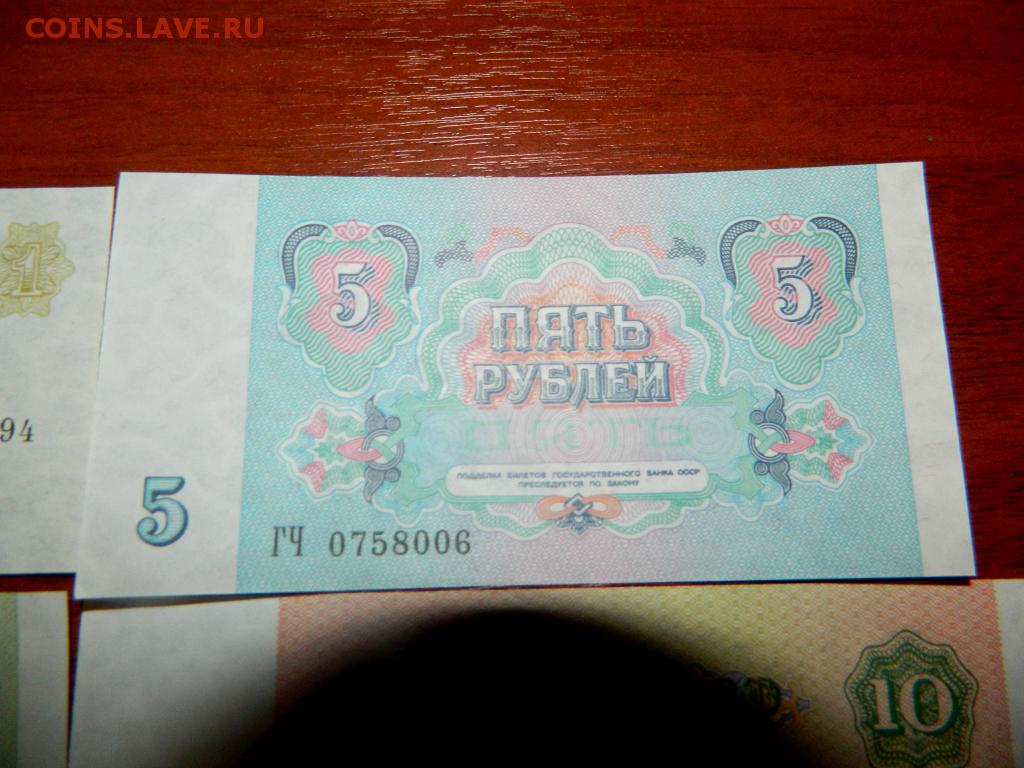 COINS.LAVE.RU
1
94
5
5
ПЯТЬ
РУБЛЕЙ
ПОДДЕЛКА БИЛЕТОВ ГОСУДАРСТВЕННОГО БАНКА СССР
ПРЕСЛЕДУЕТСЯ ПО ЗАКОНУ
5
ГЧ 0758006
10